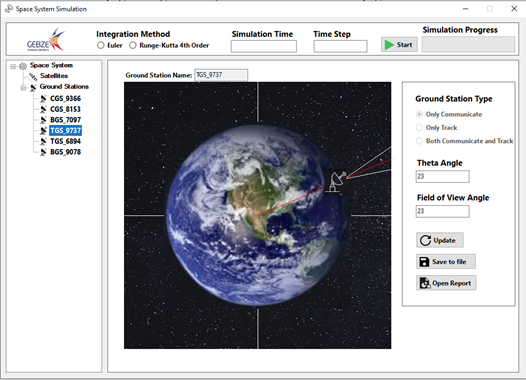 Space System Simulation
GEBZE
Integration Method
Euler
Runge-Kutta 4th Order
Simulation Time
Time Step
Start
Simulation Progress
Space System
Satellites
Ground Stations
CGS_9366
CGS_8153
BGS_7097
TGS_9737
TGS_6894
BGS_9078
Ground Station Name: TGS_9737
Ground Station Type
Only Communicate
Only Track
Both Communicate and Track
Theta Angle
23
Field of View Angle
23
Update
Save to file
Open Report